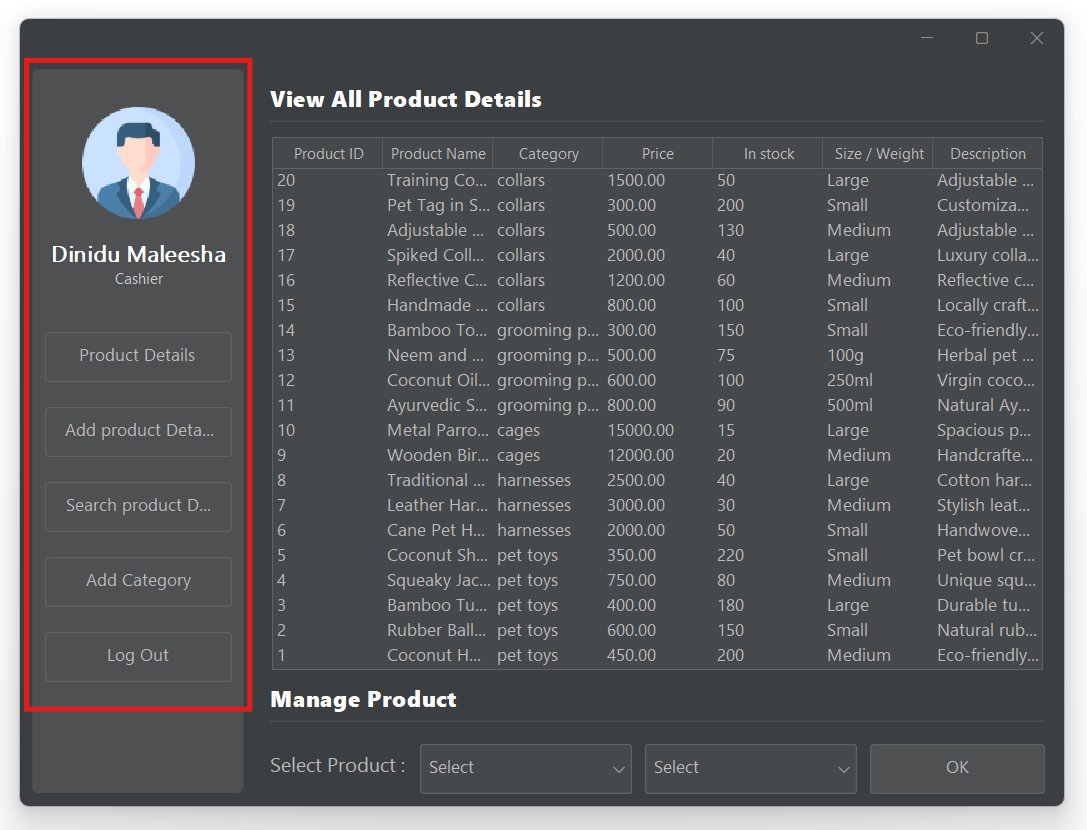 Dinidu Maleesha
Cashier
Product Details
Add product Deta...
Search product D...
Add Category
Log Out
View All Product Details
Product ID Product Name Category Price In stock Size / Weight Description
20 Training Co... collars 1500.00 50 Large Adjustable ...
19 Pet Tag in S... collars 300.00 200 Small Customiza...
18 Adjustable ... collars 500.00 130 Medium Adjustable ...
17 Spiked Coll... collars 2000.00 40 Large Luxury colla...
16 Reflective C... collars 1200.00 60 Medium Reflective c...
15 Handmade ... collars 800.00 100 Small Locally craft...
14 Bamboo To... grooming p... 300.00 150 Small Eco-friendly...
13 Neem and ... grooming p... 500.00 75 100g Herbal pet ...
12 Coconut Oil... grooming p... 600.00 100 250ml Virgin coco...
11 Ayurvedic S... grooming p... 800.00 90 500ml Natural Ay...
10 Metal Parro... cages 15000.00 15 Large Spacious p...
9 Wooden Bir... cages 12000.00 20 Medium Handcrafte...
8 Traditional ... harnesses 2500.00 40 Large Cotton har...
7 Leather Har... harnesses 3000.00 30 Medium Stylish leat...
6 Cane Pet H... harnesses 2000.00 50 Small Handwove...
5 Coconut Sh... pet toys 350.00 220 Small Pet bowl cr...
4 Squeaky Jac... pet toys 750.00 80 Medium Unique squ...
3 Bamboo Tu... pet toys 400.00 180 Large Durable tu...
2 Rubber Ball... pet toys 600.00 150 Small Natural rub...
1 Coconut H... pet toys 450.00 200 Medium Eco-friendly...
Manage Product
Select Product : Select Select OK